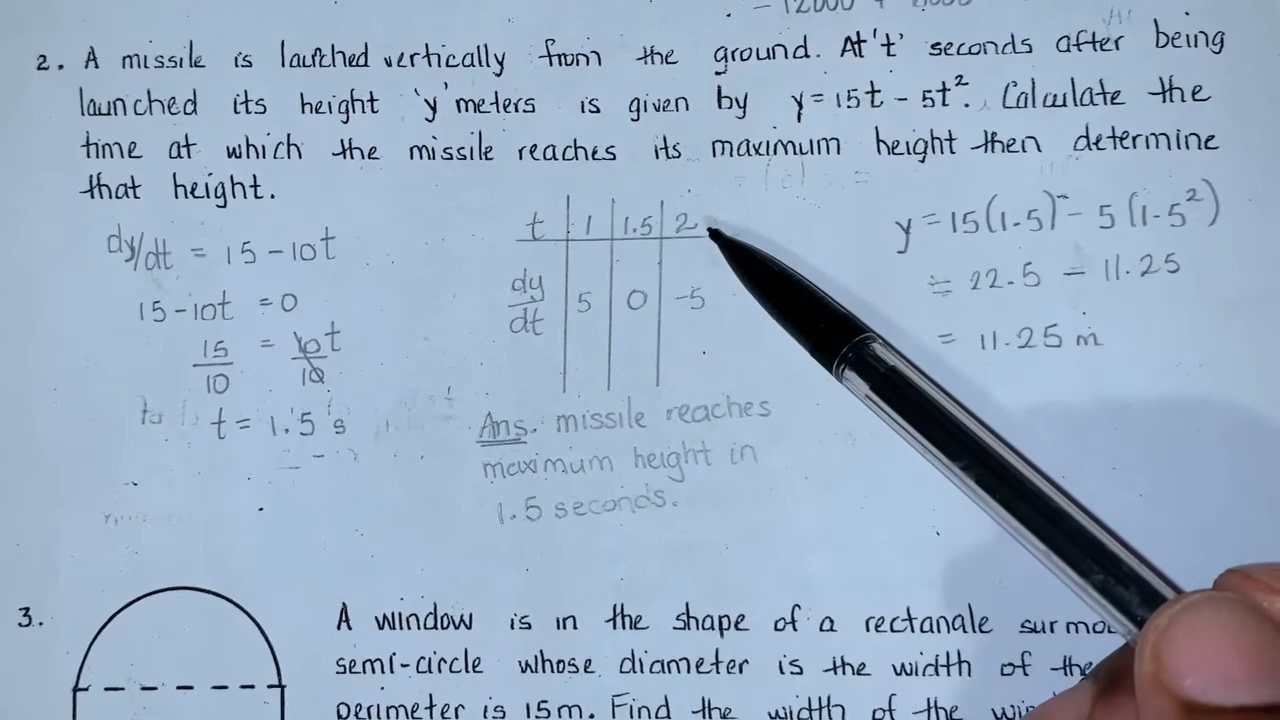 - 12000 +
2. A missile is launched vertically from the ground. At 't' seconds after being
launched its height 'y' meters is given by y = 15t - 5t². Calculate the
time at which the missile reaches its maximum height then determine
that height.
dy/dt = 15 - 10t
15 - 10t = 0
15/10 = 10t/10
t = 1.5 s
t | 1 | 1.5 | 2
dy/dt | 5 | 0 | -5
Ans. missile reaches
maximum height in
1.5 seconds.
y = 15(1.5) - 5(1.5²)
= 22.5 - 11.25
= 11.25 m
3. A window is in the shape of a rectanale
semi-circle whose diameter is the width of the
perimeter is 15m. Find the width of the